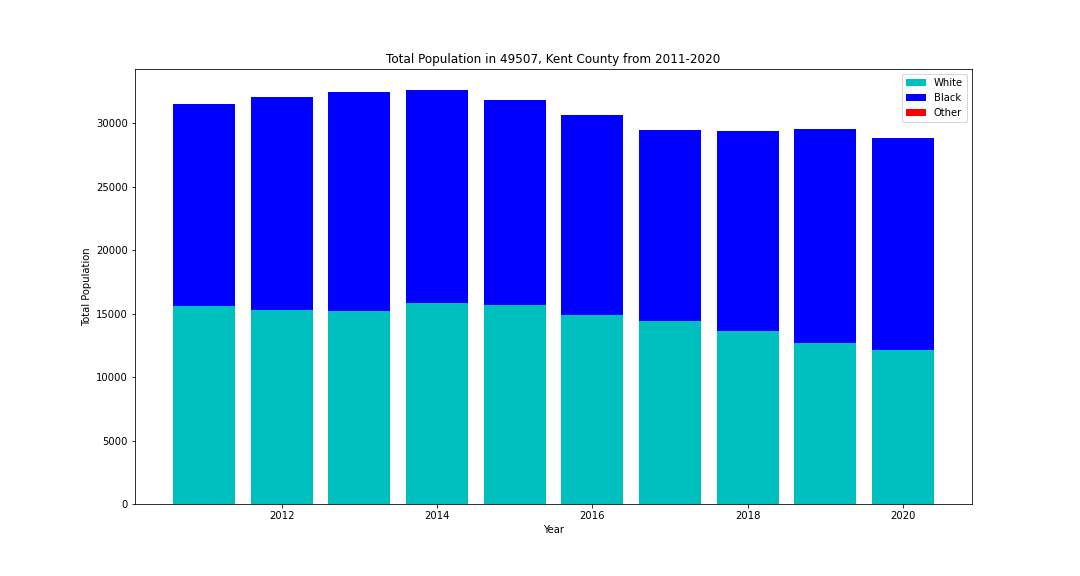 Total Population in 49507, Kent County from 2011-2020
White
Black
Other
30000
25000
20000
15000
10000
5000
0
Total Population
2012 2014 2016 2018 2020
Year